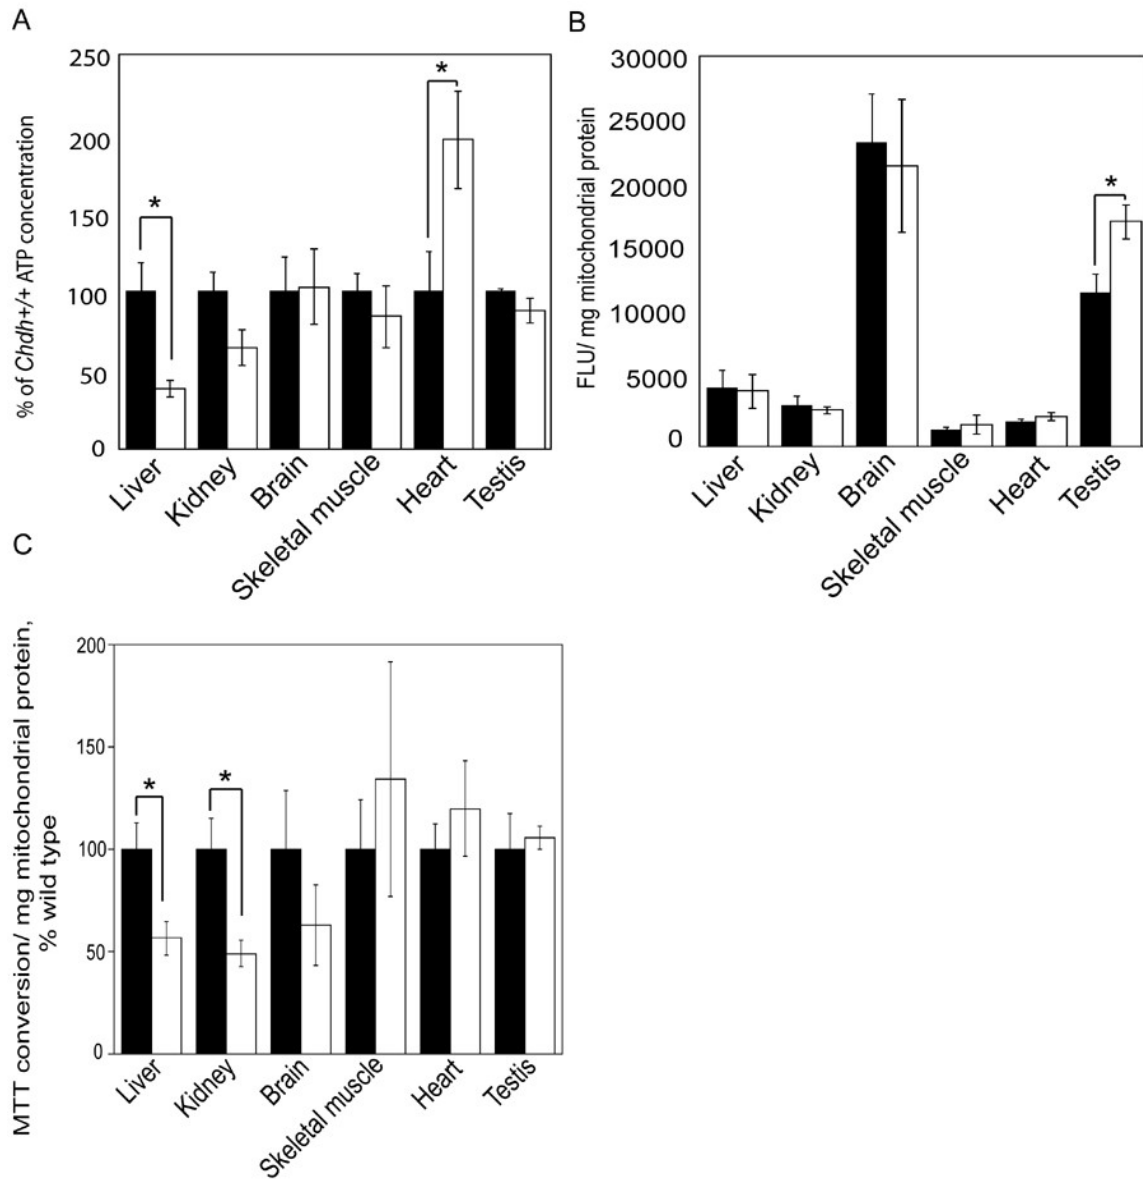 A
% of Chdh+/+ ATP concentration
250
200
150
100
50
0
*
*
Liver
Kidney
Brain
Skeletal muscle
Heart
Testis
B
FLU/ mg mitochondrial protein
30000
25000
20000
15000
10000
5000
0
*
Liver
Kidney
Brain
Skeletal muscle
Heart
Testis
C
MTT conversion/ mg mitochondrial protein,
% wild type
200
150
100
50
0
*
*
Liver
Kidney
Brain
Skeletal muscle
Heart
Testis